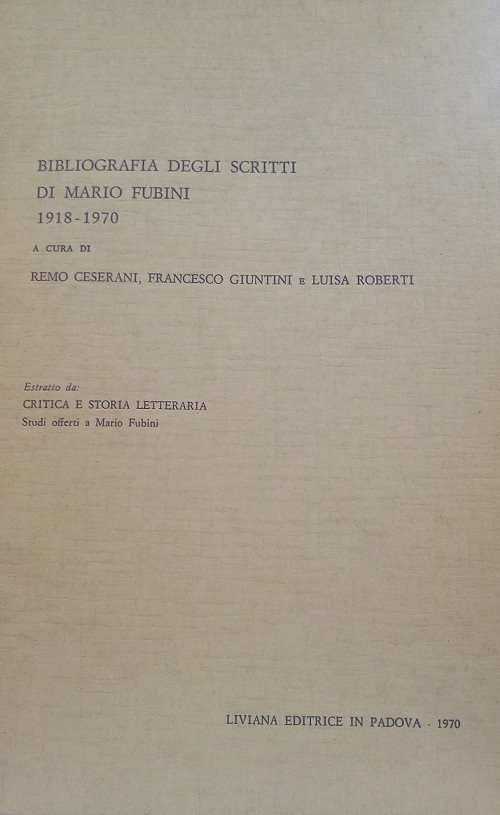 BIBLIOGRAFIA DEGLI SCRITTI
DI MARIO FUBINI
1918-1970
A CURA DI
REMO CESERANI, FRANCESCO GIUNTINI E LUISA ROBERTI
Estratto da:
CRITICA E STORIA LETTERARIA
Studi offerti a Mario Fubini
LIVIANA EDITRICE IN PADOVA - 1970